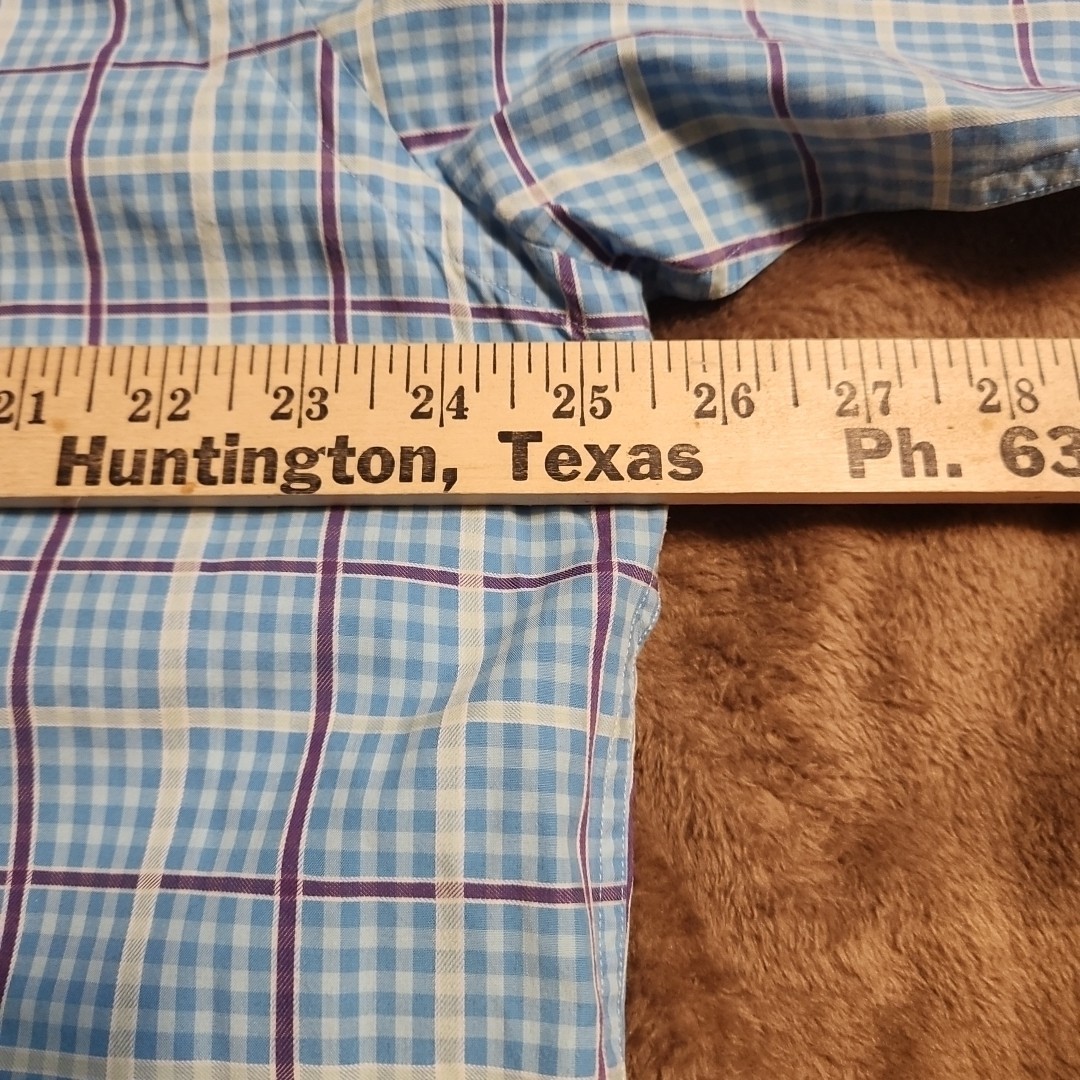 21 22 23 24 25 26 27 28
Huntington, Texas Ph. 63